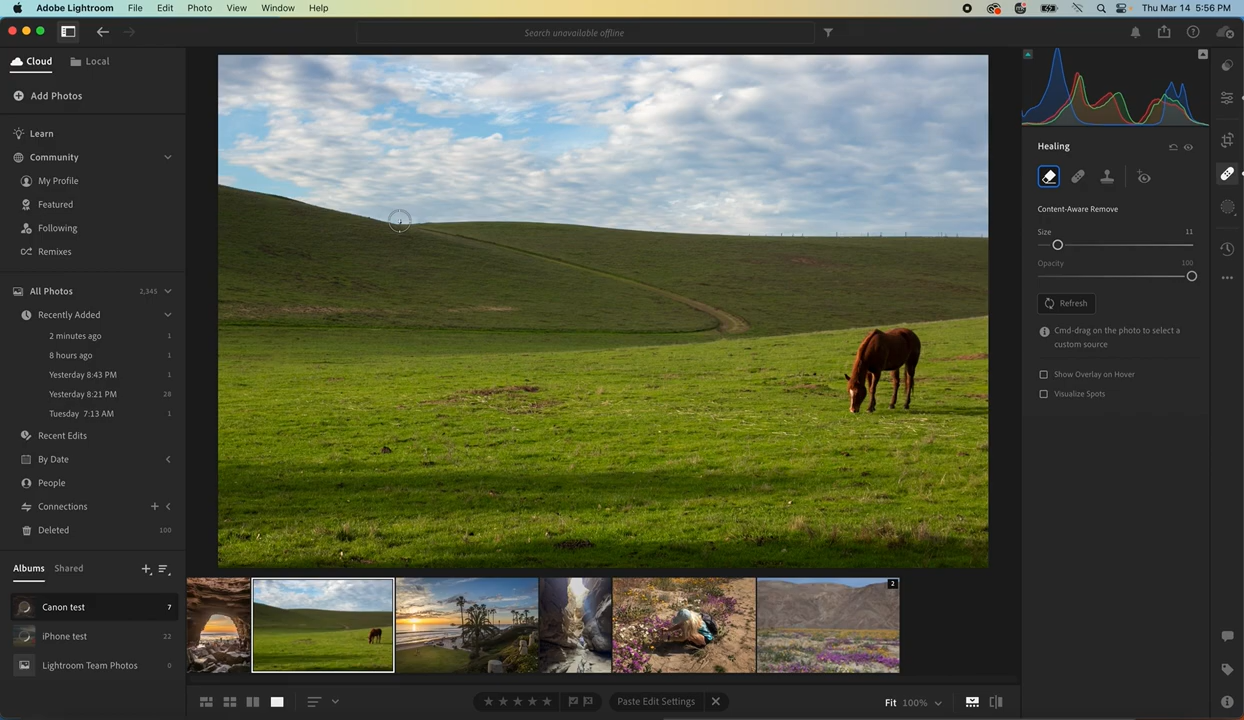 Adobe Lightroom File Edit Photo View Window Help Thu Mar 14 5:56 PM
Search unavailable offline
Cloud Local
Add Photos
Learn
Community
My Profile
Featured
Following
Remixes
All Photos 2,345
Recently Added
2 minutes ago 1
8 hours ago 1
Yesterday 8:43 PM 1
Yesterday 8:21 PM 28
Tuesday 7:13 AM 1
Recent Edits
By Date
People
Connections
Deleted 100
Albums Shared
Canon test 7
iPhone test 22
Lightroom Team Photos 0
2
Paste Edit Settings
Fit 100%
Healing
Content-Aware Remove
Size 11
Opacity 100
Refresh
Cmd-drag on the photo to select a
custom source
Show Overlay on Hover
Visualize Spots